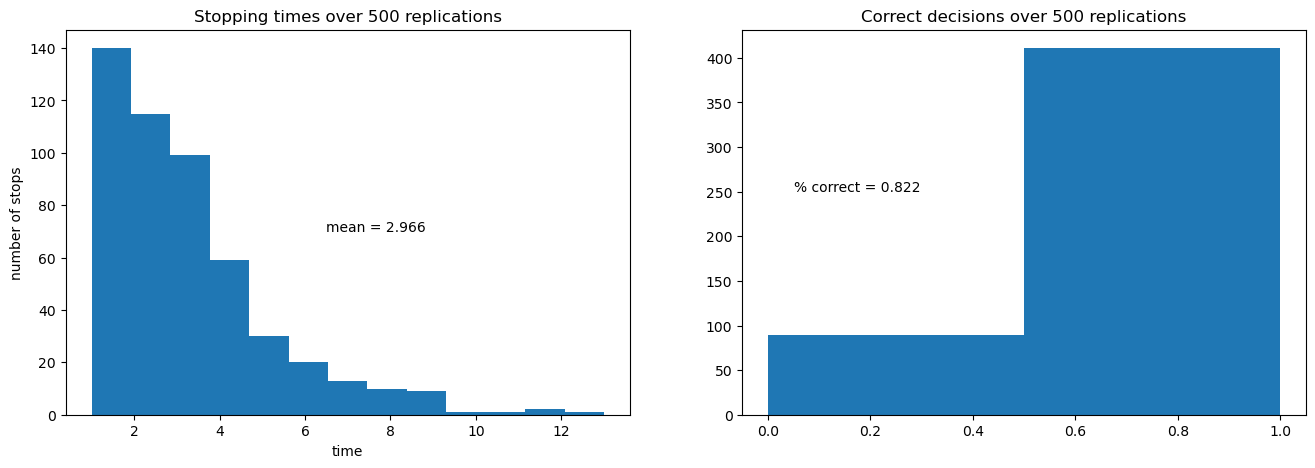 Stopping times over 500 replications
140
120
100
80
60
40
20
0
number of stops
mean = 2.966
2 4 6 8 10 12
time
Correct decisions over 500 replications
400
350
300
250
200
150
100
50
0
% correct = 0.822
0.0 0.2 0.4 0.6 0.8 1.0